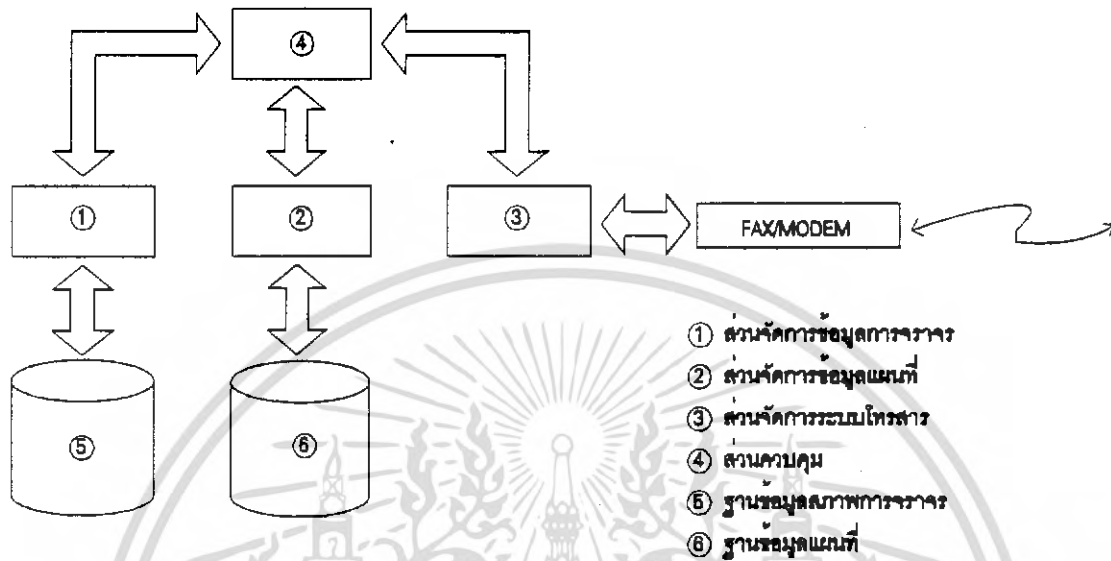 ④
①
②
③
FAX/MODEM
⑤
⑥
① ส่วนจัดการข้อมูลการจราจร
② ส่วนจัดการข้อมูลแผนที่
③ ส่วนจัดการระบบโทรสาร
④ ส่วนควบคุม
⑤ ฐานข้อมูลสภาพการจราจร
⑥ ฐานข้อมูลแผนที่